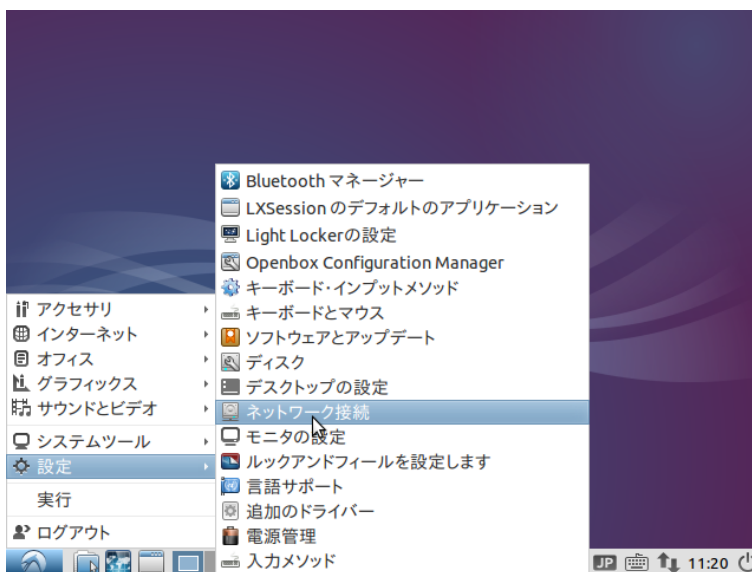 Bluetooth マネージャー
LXSession のデフォルトのアプリケーション
Light Lockerの設定
Openbox Configuration Manager
キーボード・インプットメソッド
キーボードとマウス
ソフトウェアとアップデート
ディスク
デスクトップの設定
ネットワーク接続
モニタの設定
ルックアンドフィールを設定します
言語サポート
追加のドライバー
電源管理
入力メソッド
アクセサリ
インターネット
オフィス
グラフィックス
サウンドとビデオ
システムツール
設定
実行
ログアウト
JP
11:20